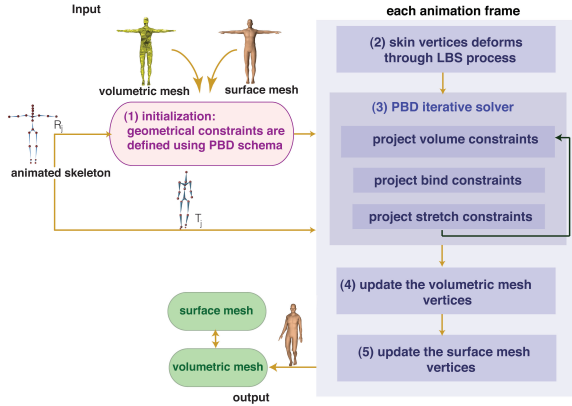 Input
each animation frame
volumetric mesh
surface mesh
(1) initialization:
geometrical constraints are
defined using PBD schema
R_j
animated skeleton
T_j
(2) skin vertices deforms
through LBS process
(3) PBD iterative solver
project volume constraints
project bind constraints
project stretch constraints
(4) update the volumetric mesh
vertices
(5) update the surface mesh
vertices
surface mesh
volumetric mesh
output